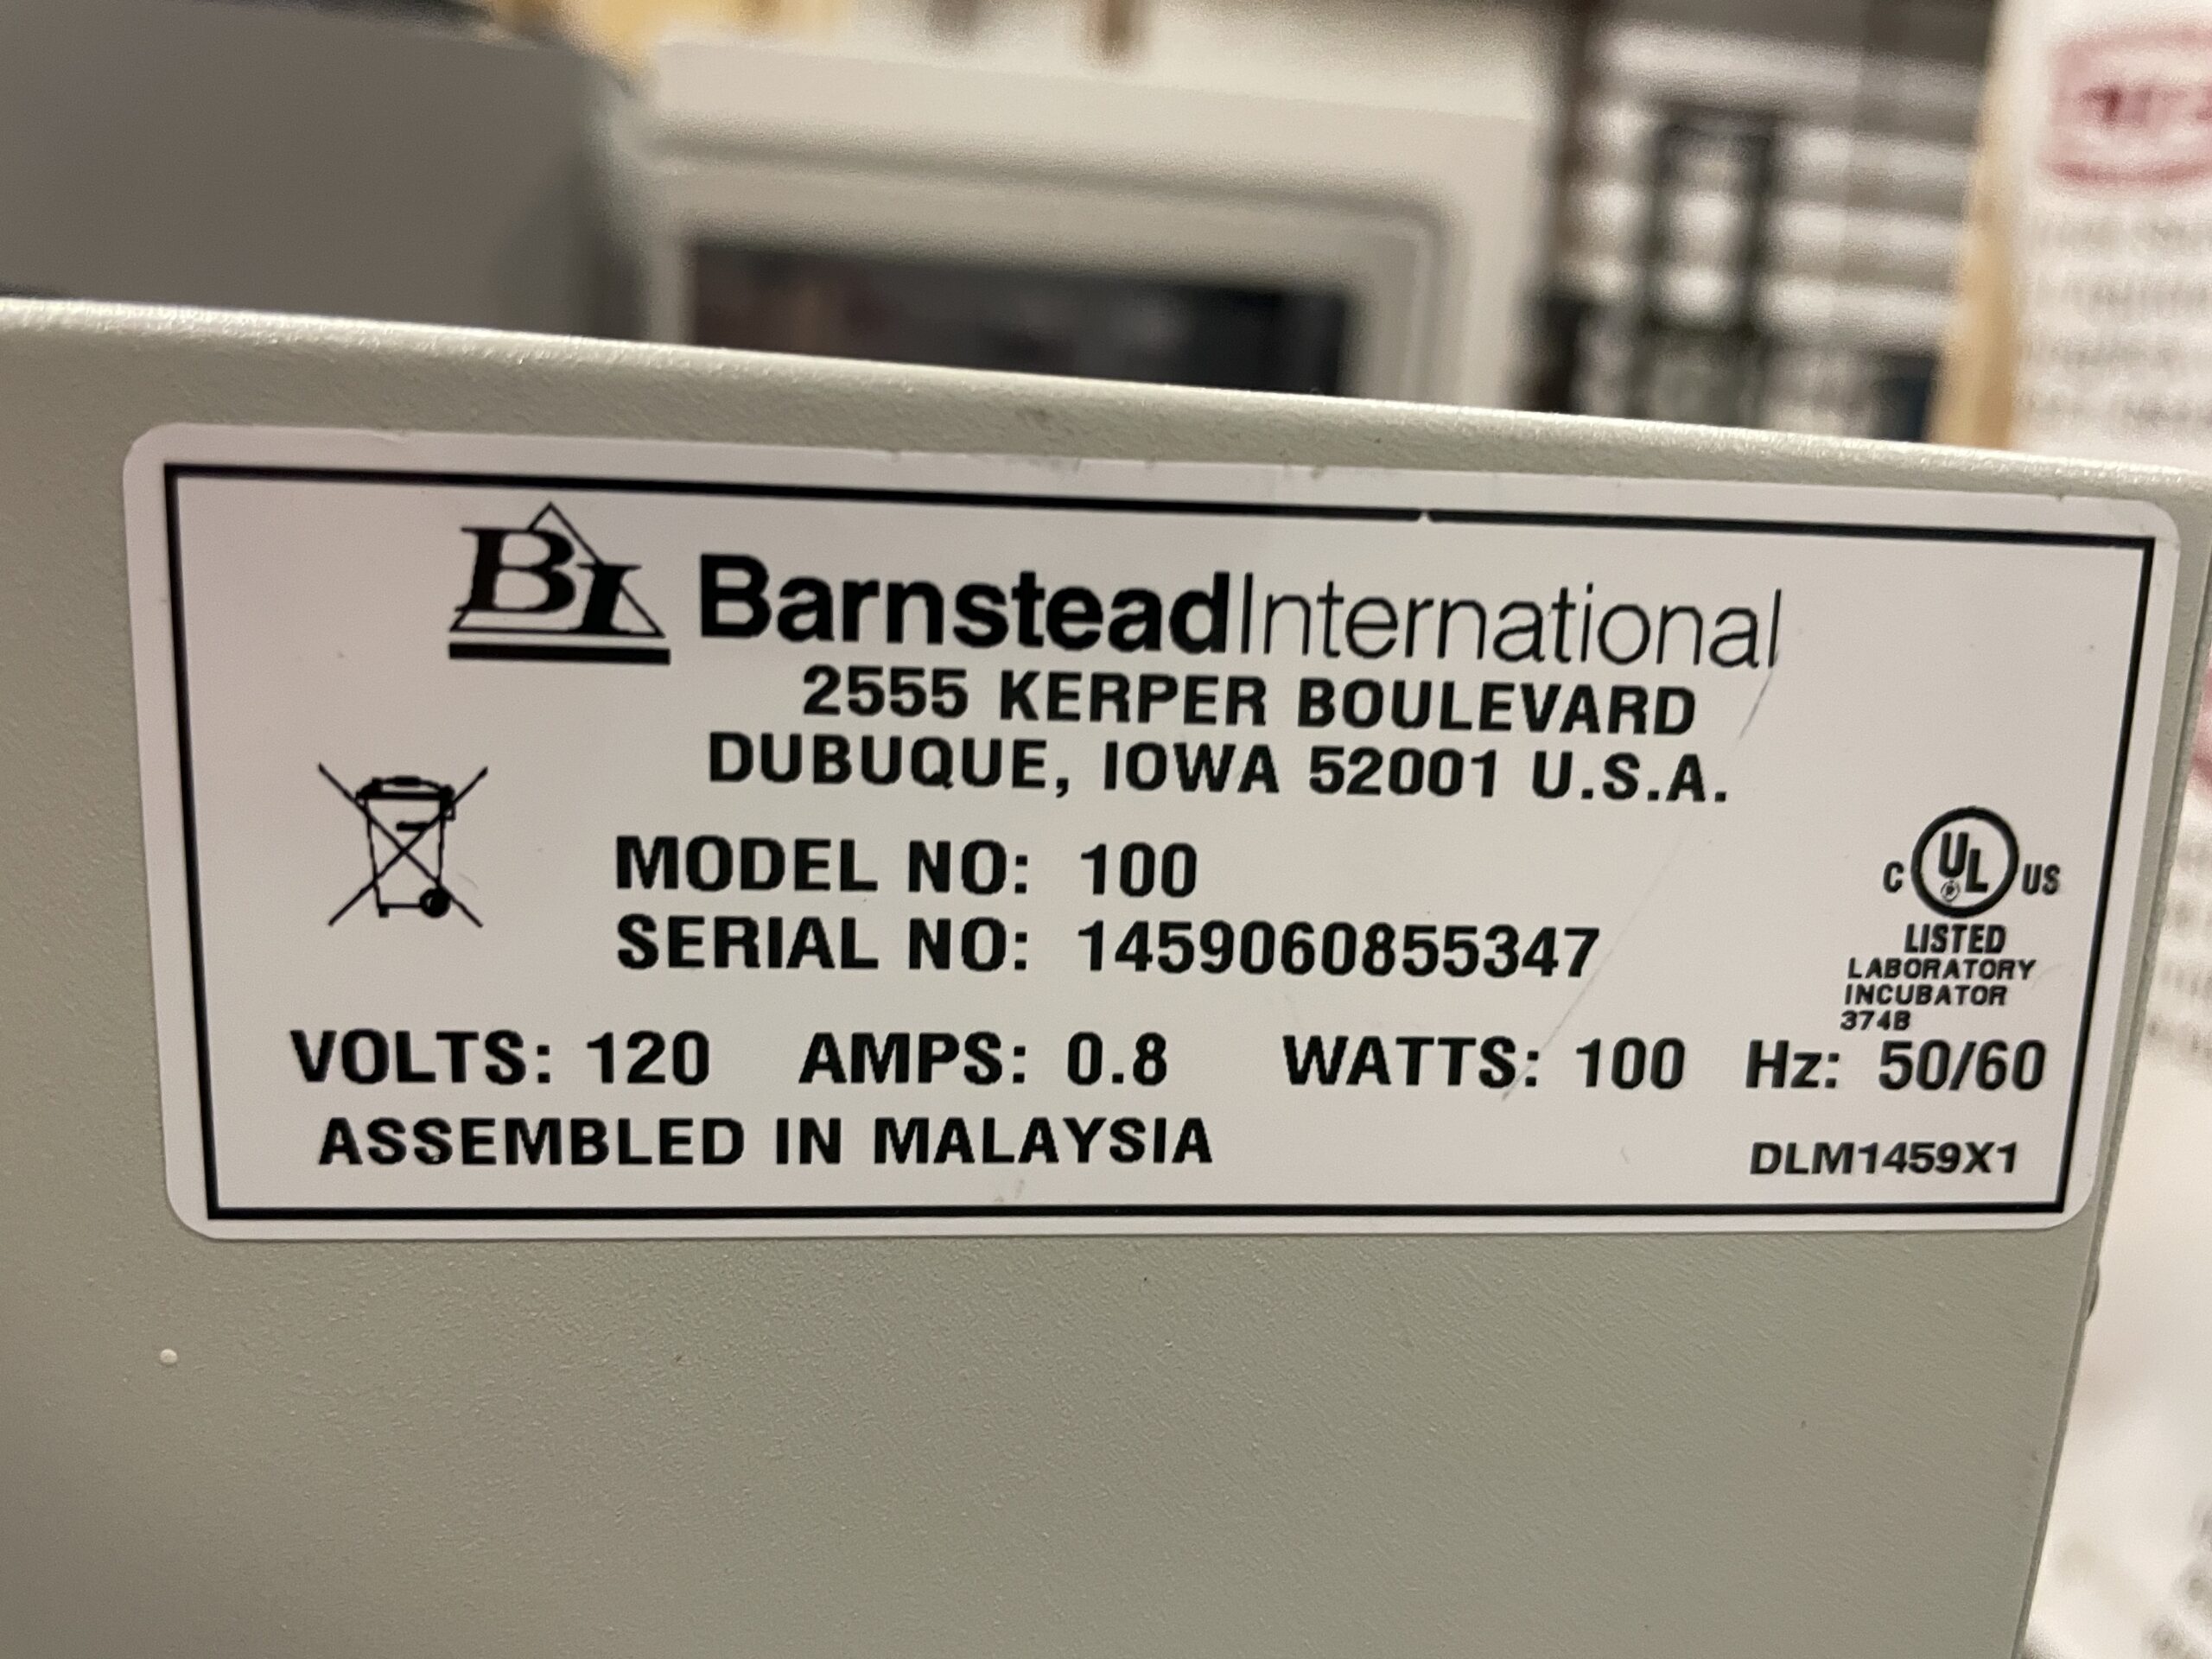 BI BarnsteadInternational
2555 KERPER BOULEVARD
DUBUQUE, IOWA 52001 U.S.A.
MODEL NO: 100
SERIAL NO: 1459060855347
C UL US
LISTED
LABORATORY
INCUBATOR
374B
VOLTS: 120 AMPS: 0.8 WATTS: 100 Hz: 50/60
ASSEMBLED IN MALAYSIA
DLM1459X1